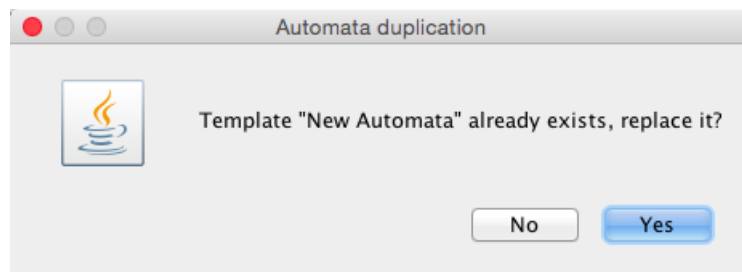 Automata duplication
Template "New Automata" already exists, replace it?
No
Yes